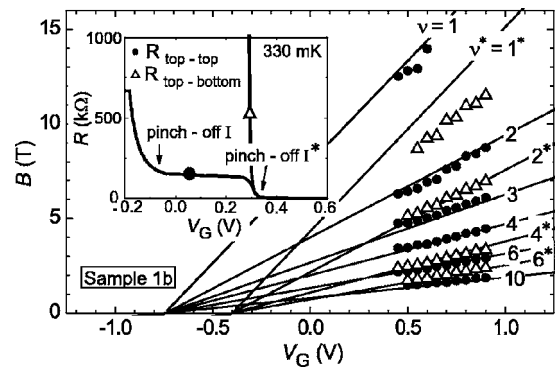 15
10
5
0
B (T)
-1.0
-0.5
0.0
0.5
1.0
V_G (V)
Sample 1b
ν = 1
ν* = 1*
2
2*
3
4
4*
6
6*
10
1000
500
0
R (kΩ)
0.2
0.0
0.2
0.4
0.6
V_G (V)
330 mK
● R top - top
△ R top - bottom
pinch - off I
pinch - off I*